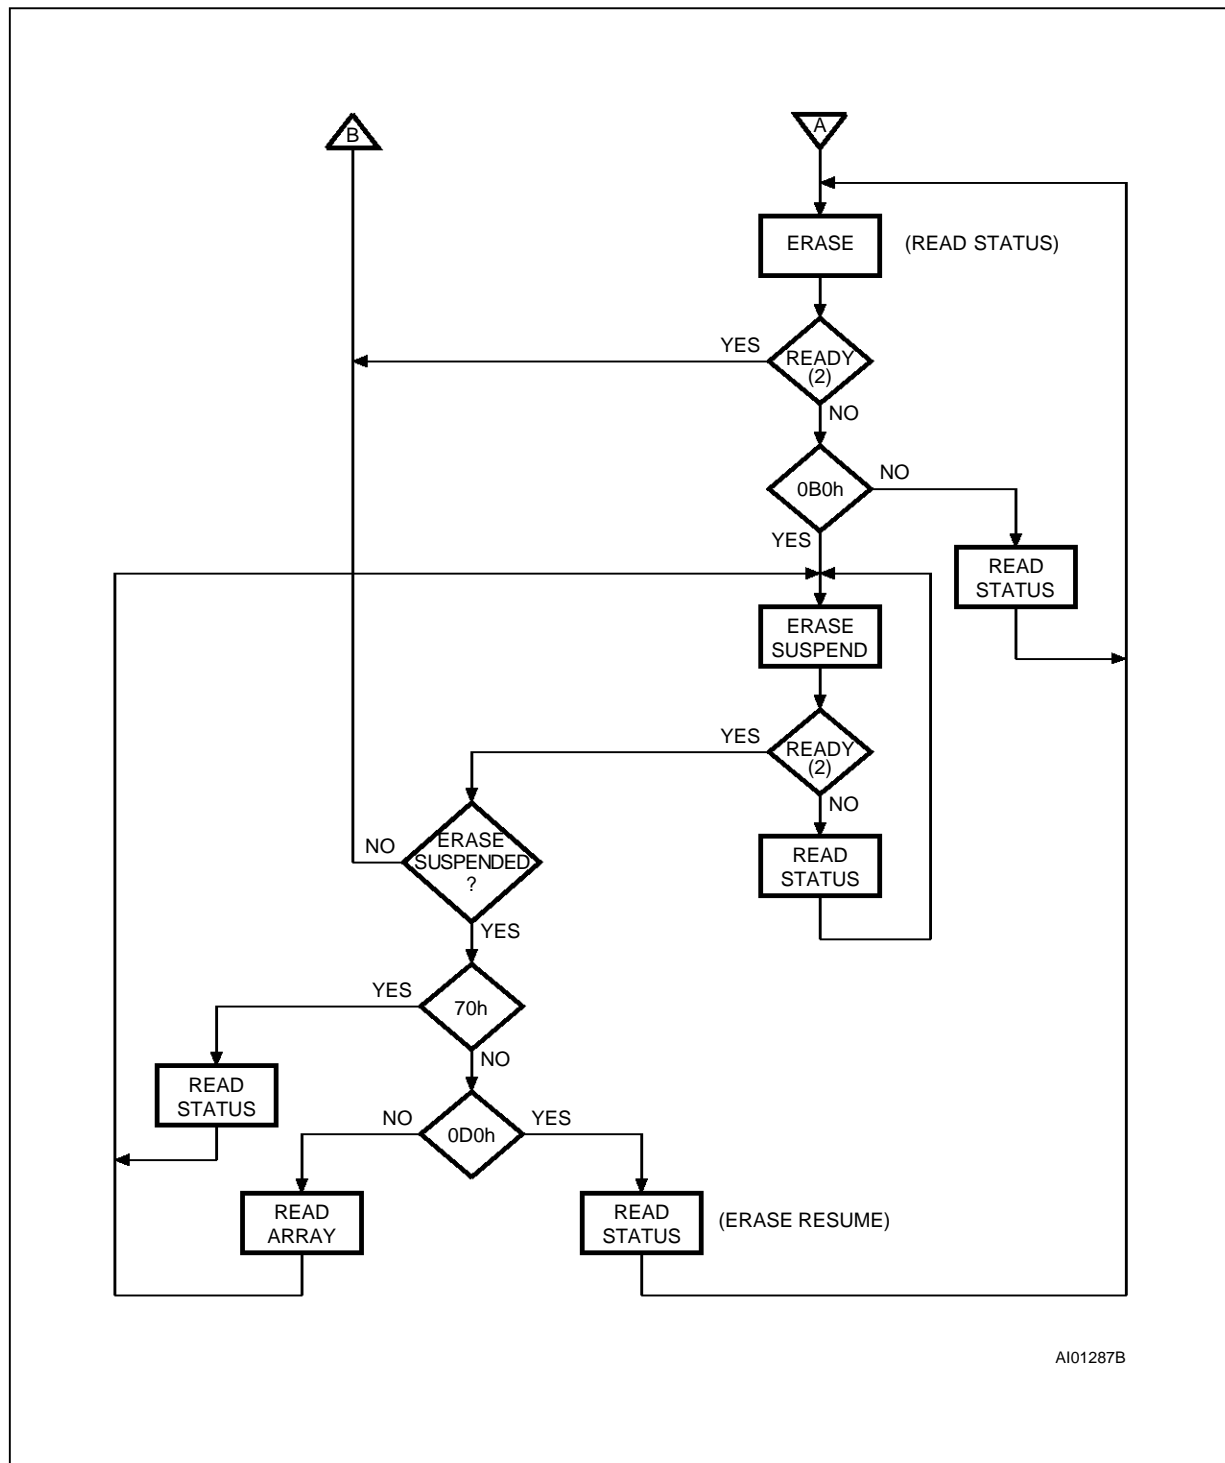 B
A
ERASE
(READ STATUS)
YES
READY
(2)
NO
0B0h
NO
YES
READ
STATUS
ERASE
SUSPEND
YES
READY
(2)
NO
NO
ERASE
SUSPENDED
?
READ
STATUS
YES
YES
70h
NO
READ
STATUS
NO
0D0h
YES
READ
ARRAY
READ
STATUS
(ERASE RESUME)
AI01287B